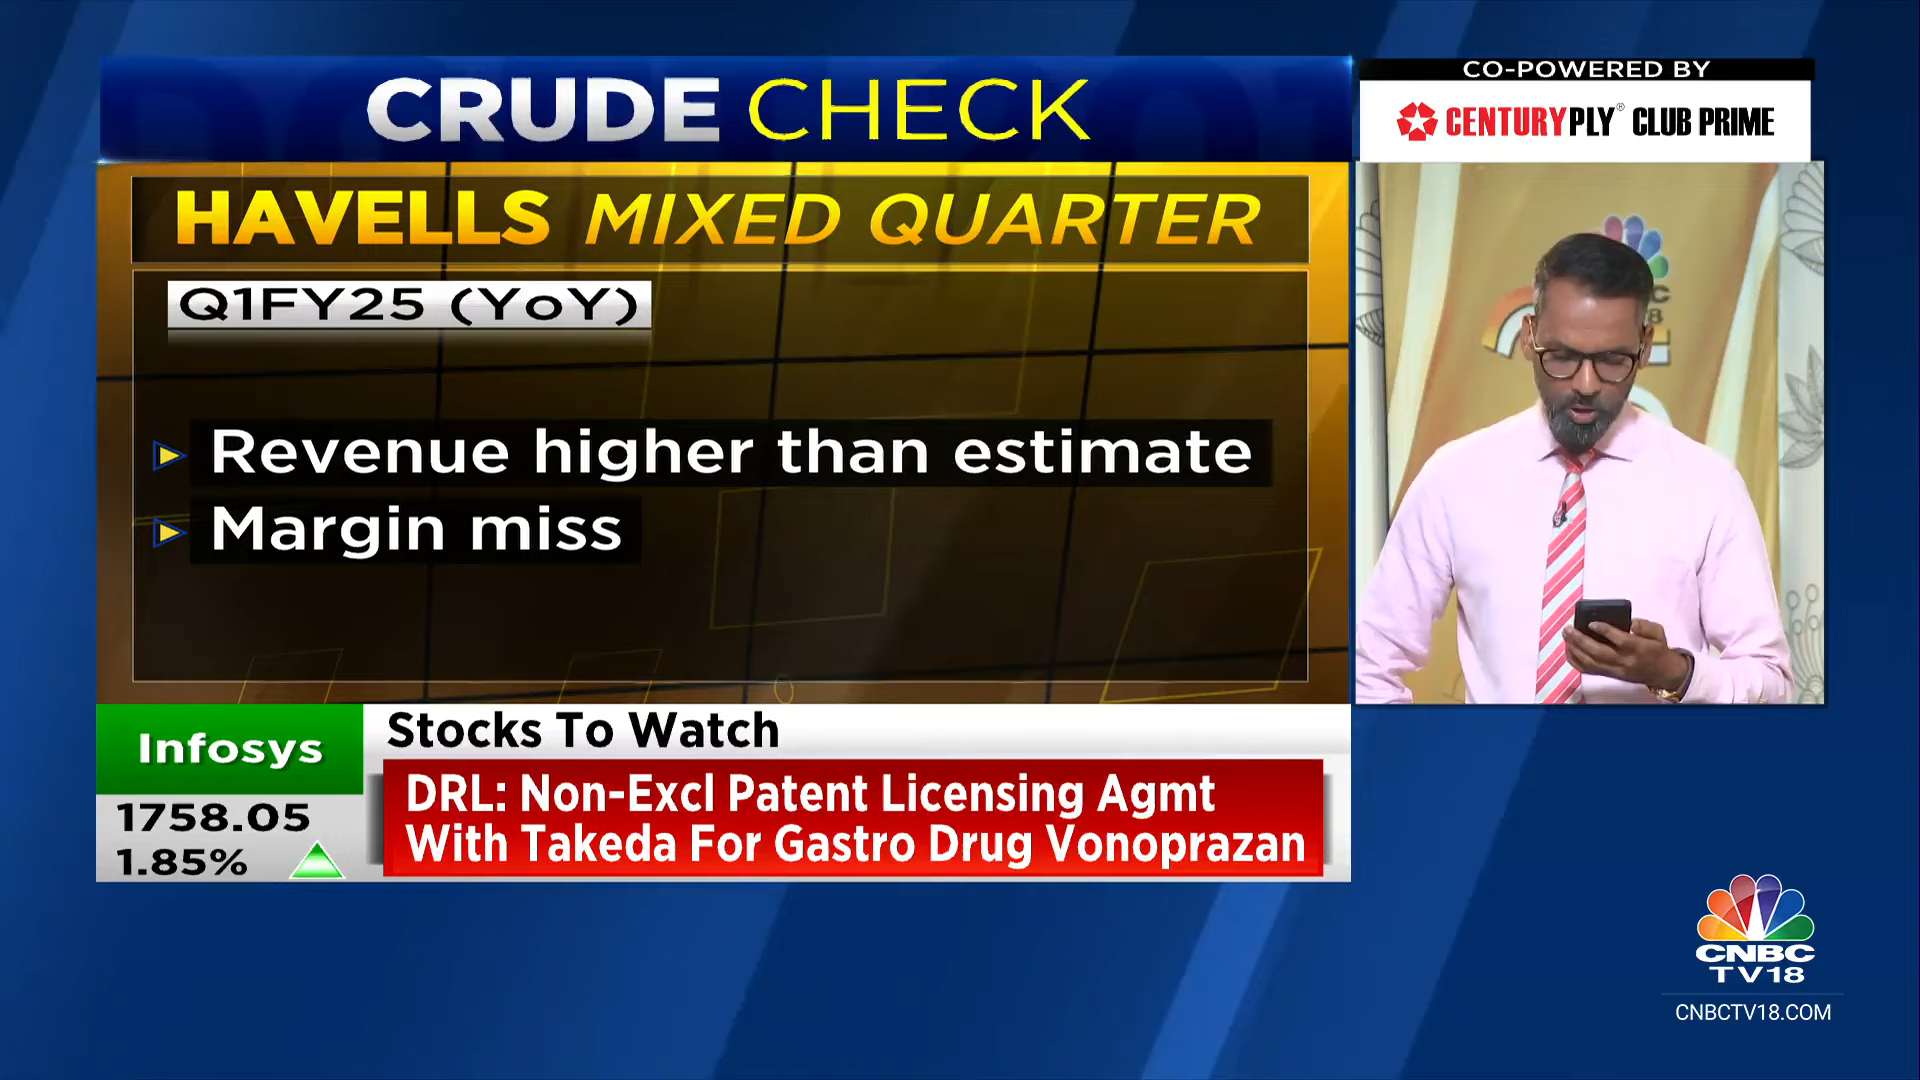 CRUDE CHECK
CO-POWERED BY
CENTURYPLY® CLUB PRIME
HAVELLS MIXED QUARTER
Q1FY25 (YoY)
Revenue higher than estimate
Margin miss
Infosys
1758.05
1.85%
Stocks To Watch
DRL: Non-Excl Patent Licensing Agmt
With Takeda For Gastro Drug Vonoprazan
CNBC
TV18
CNBCTV18.COM